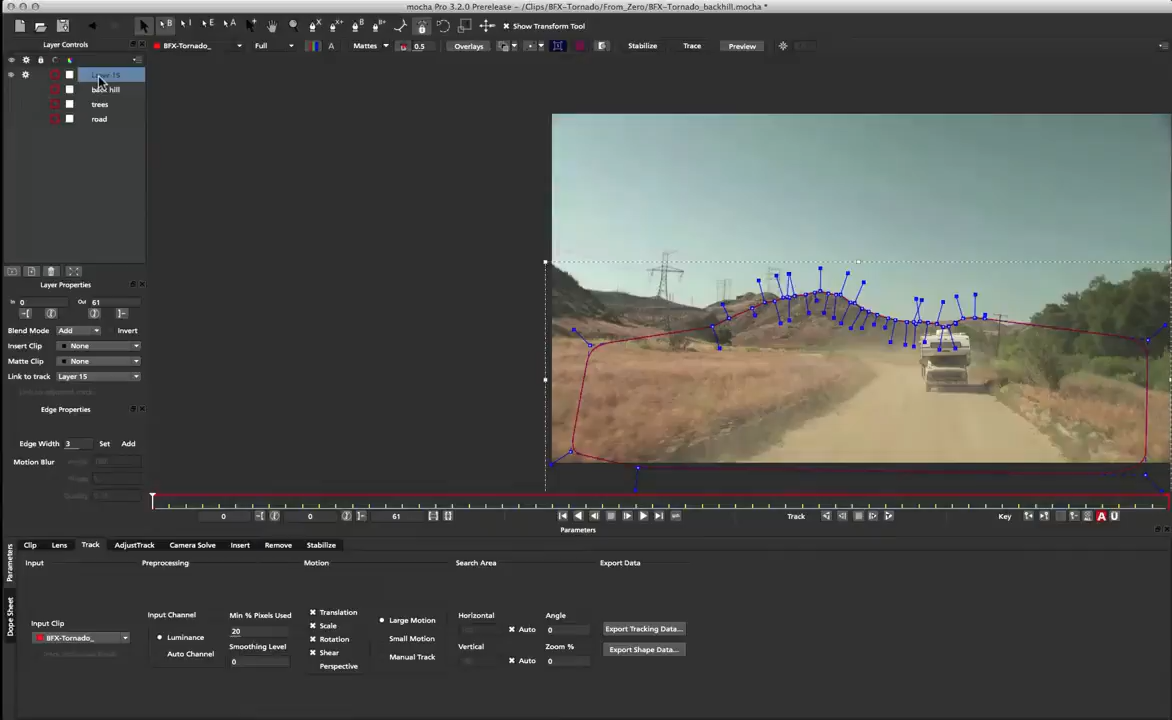 mocha Pro 3.2.0 Prerelease - ~/Clips/BFX-Tornado/From_Zero/BFX-Tornado_backhill.mocha *
Show Transform Tool
Layer Controls
BFX-Tornado_ Full Mattes 0.5 Overlays Stabilize Trace Preview
Layer 15
back hill
trees
road
Layer Properties
In 0 Out 61
Blend Mode Add Invert
Insert Clip None
Matte Clip None
Link to track Layer 15
Edge Properties
Edge Width 3 Set Add
Motion Blur
Quality
0 0 61 Track Key A Ü
Parameters
Clip Lens Track AdjustTrack Camera Solve Insert Remove Stabilize
Parameters
Dope Sheet
Input Preprocessing Motion Search Area Export Data
Input Channel Min % Pixels Used Translation Large Motion Horizontal Angle
Input Clip 20 Scale Auto 0 Export Tracking Data...
BFX-Tornado_ Luminance Smoothing Level Rotation Small Motion Vertical Zoom % Export Shape Data...
Auto Channel 0 Shear Manual Track Auto 0
Perspective